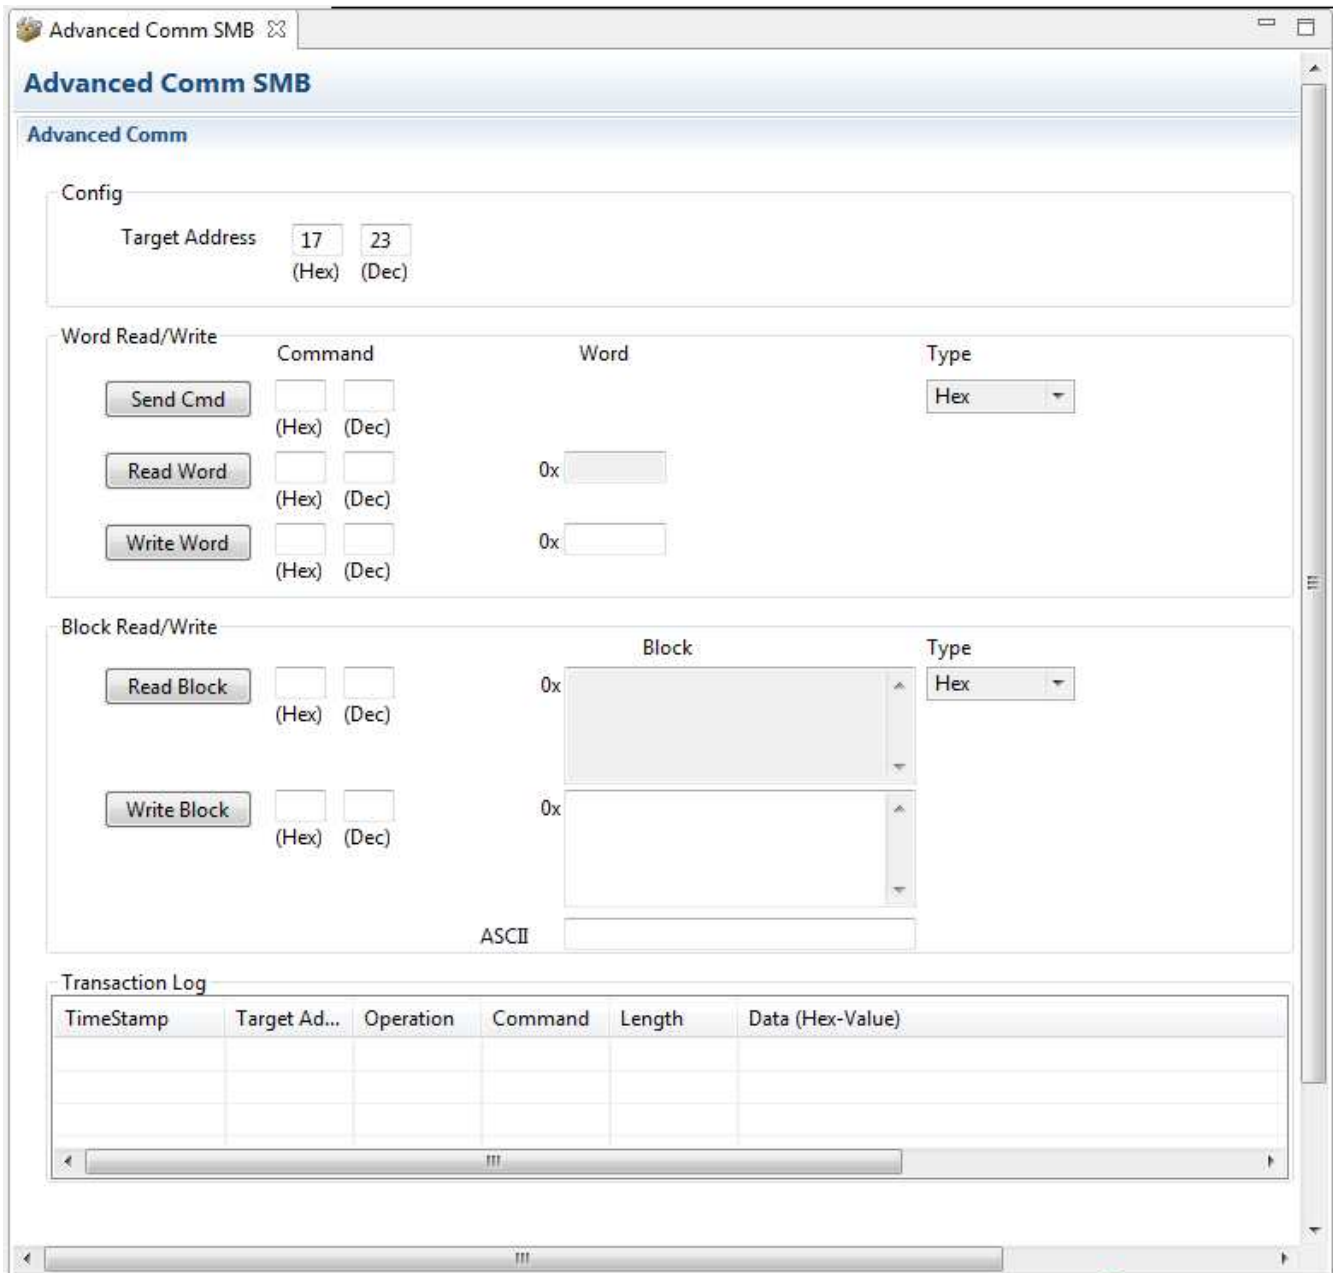 Advanced Comm SMB
Advanced Comm SMB
Advanced Comm
Config
Target Address 17 23
(Hex) (Dec)
Word Read/Write
Command Word Type
Send Cmd Hex
(Hex) (Dec)
Read Word 0x
(Hex) (Dec)
Write Word 0x
(Hex) (Dec)
Block Read/Write
Block Type
Read Block 0x Hex
(Hex) (Dec)
Write Block 0x
(Hex) (Dec)
ASCII
Transaction Log
TimeStamp Target Ad... Operation Command Length Data (Hex-Value)